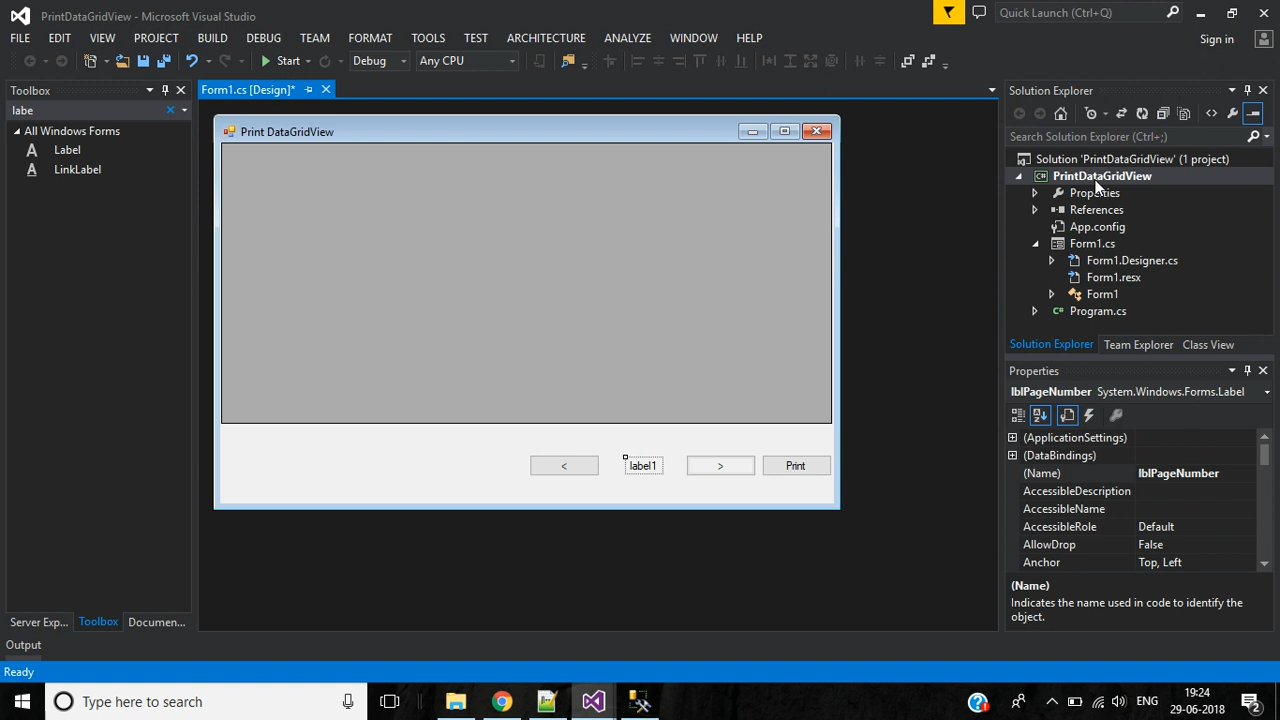 PrintDataGridView - Microsoft Visual Studio
Quick Launch (Ctrl+Q)
FILE EDIT VIEW PROJECT BUILD DEBUG TEAM FORMAT TOOLS TEST ARCHITECTURE ANALYZE WINDOW HELP
Sign in
Start Debug Any CPU
Toolbox
labe
All Windows Forms
A Label
A LinkLabel
Form1.cs [Design]*
Print DataGridView
< label1 > Print
Solution Explorer
Search Solution Explorer (Ctrl+;)
Solution 'PrintDataGridView' (1 project)
C# PrintDataGridView
Properties
References
App.config
Form1.cs
Form1.Designer.cs
Form1.resx
Form1
C# Program.cs
Solution Explorer Team Explorer Class View
Properties
lblPageNumber System.Windows.Forms.Label
(ApplicationSettings)
(DataBindings)
(Name) lblPageNumber
AccessibleDescription
AccessibleName
AccessibleRole Default
AllowDrop False
Anchor Top, Left
(Name)
Indicates the name used in code to identify the
object.
Server Exp... Toolbox Documen...
Output
Ready
Type here to search
ENG
19:24
29-06-2018
2